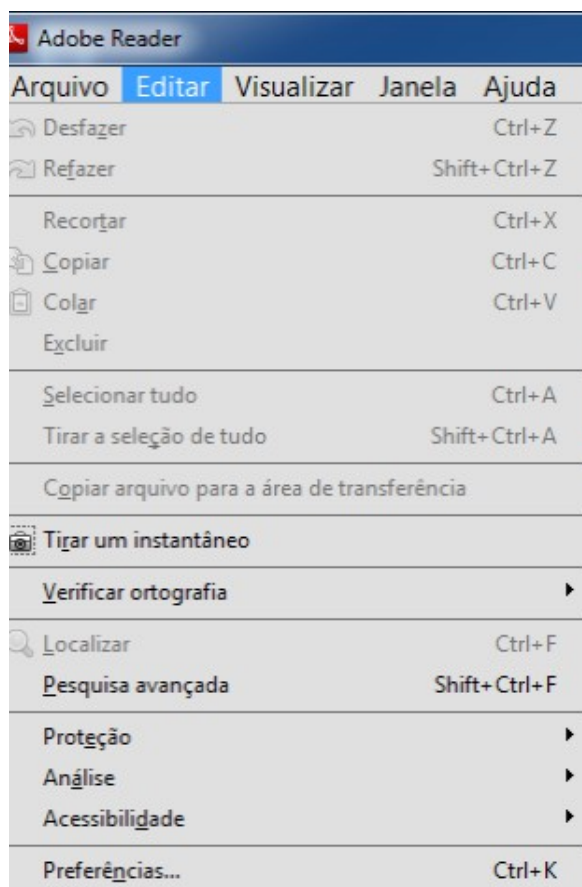 Adobe Reader
Arquivo Editar Visualizar Janela Ajuda
Desfazer Ctrl+Z
Refazer Shift+Ctrl+Z
Recortar Ctrl+X
Copiar Ctrl+C
Colar Ctrl+V
Excluir
Selecionar tudo Ctrl+A
Tirar a seleção de tudo Shift+Ctrl+A
Copiar arquivo para a área de transferência
Tirar um instantâneo
Verificar ortografia
Localizar Ctrl+F
Pesquisa avançada Shift+Ctrl+F
Proteção
Análise
Acessibilidade
Preferências... Ctrl+K